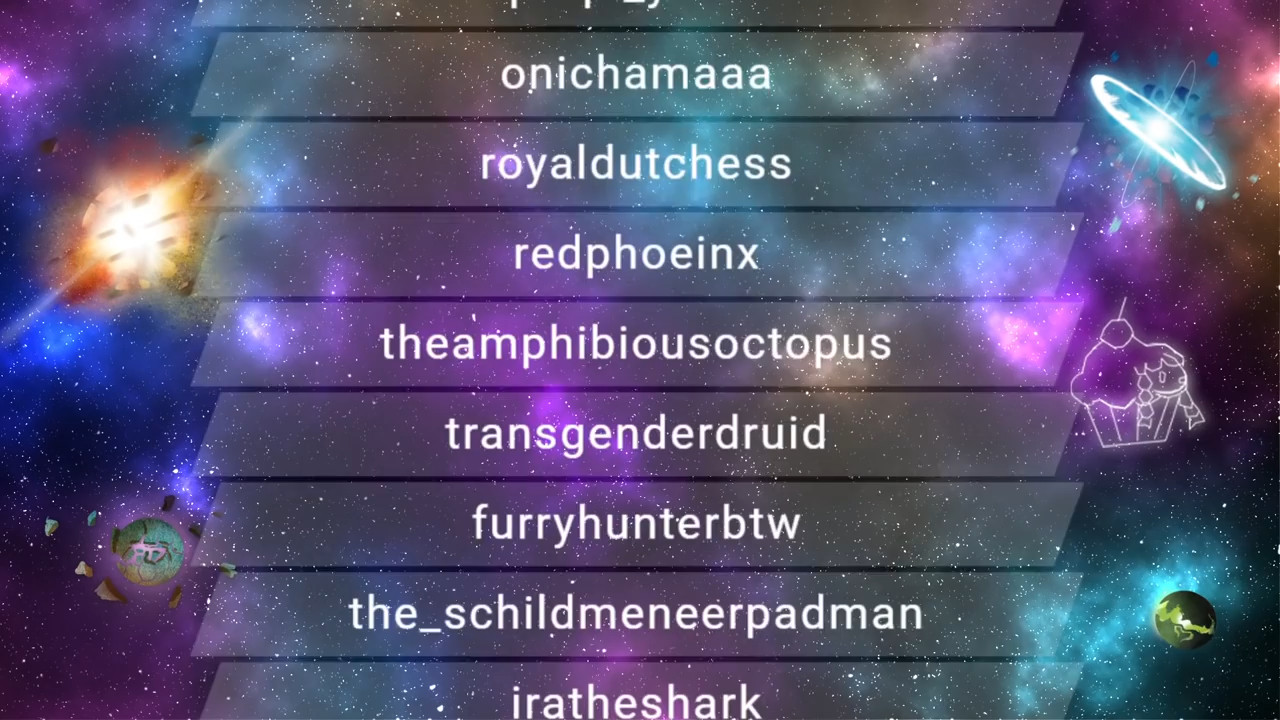 onichamaaa
royaldutchess
redphoeinx
theamphibiousoctopus
transgenderdruid
furryhunterbtw
the_schildmeneerpadman
iratheshark